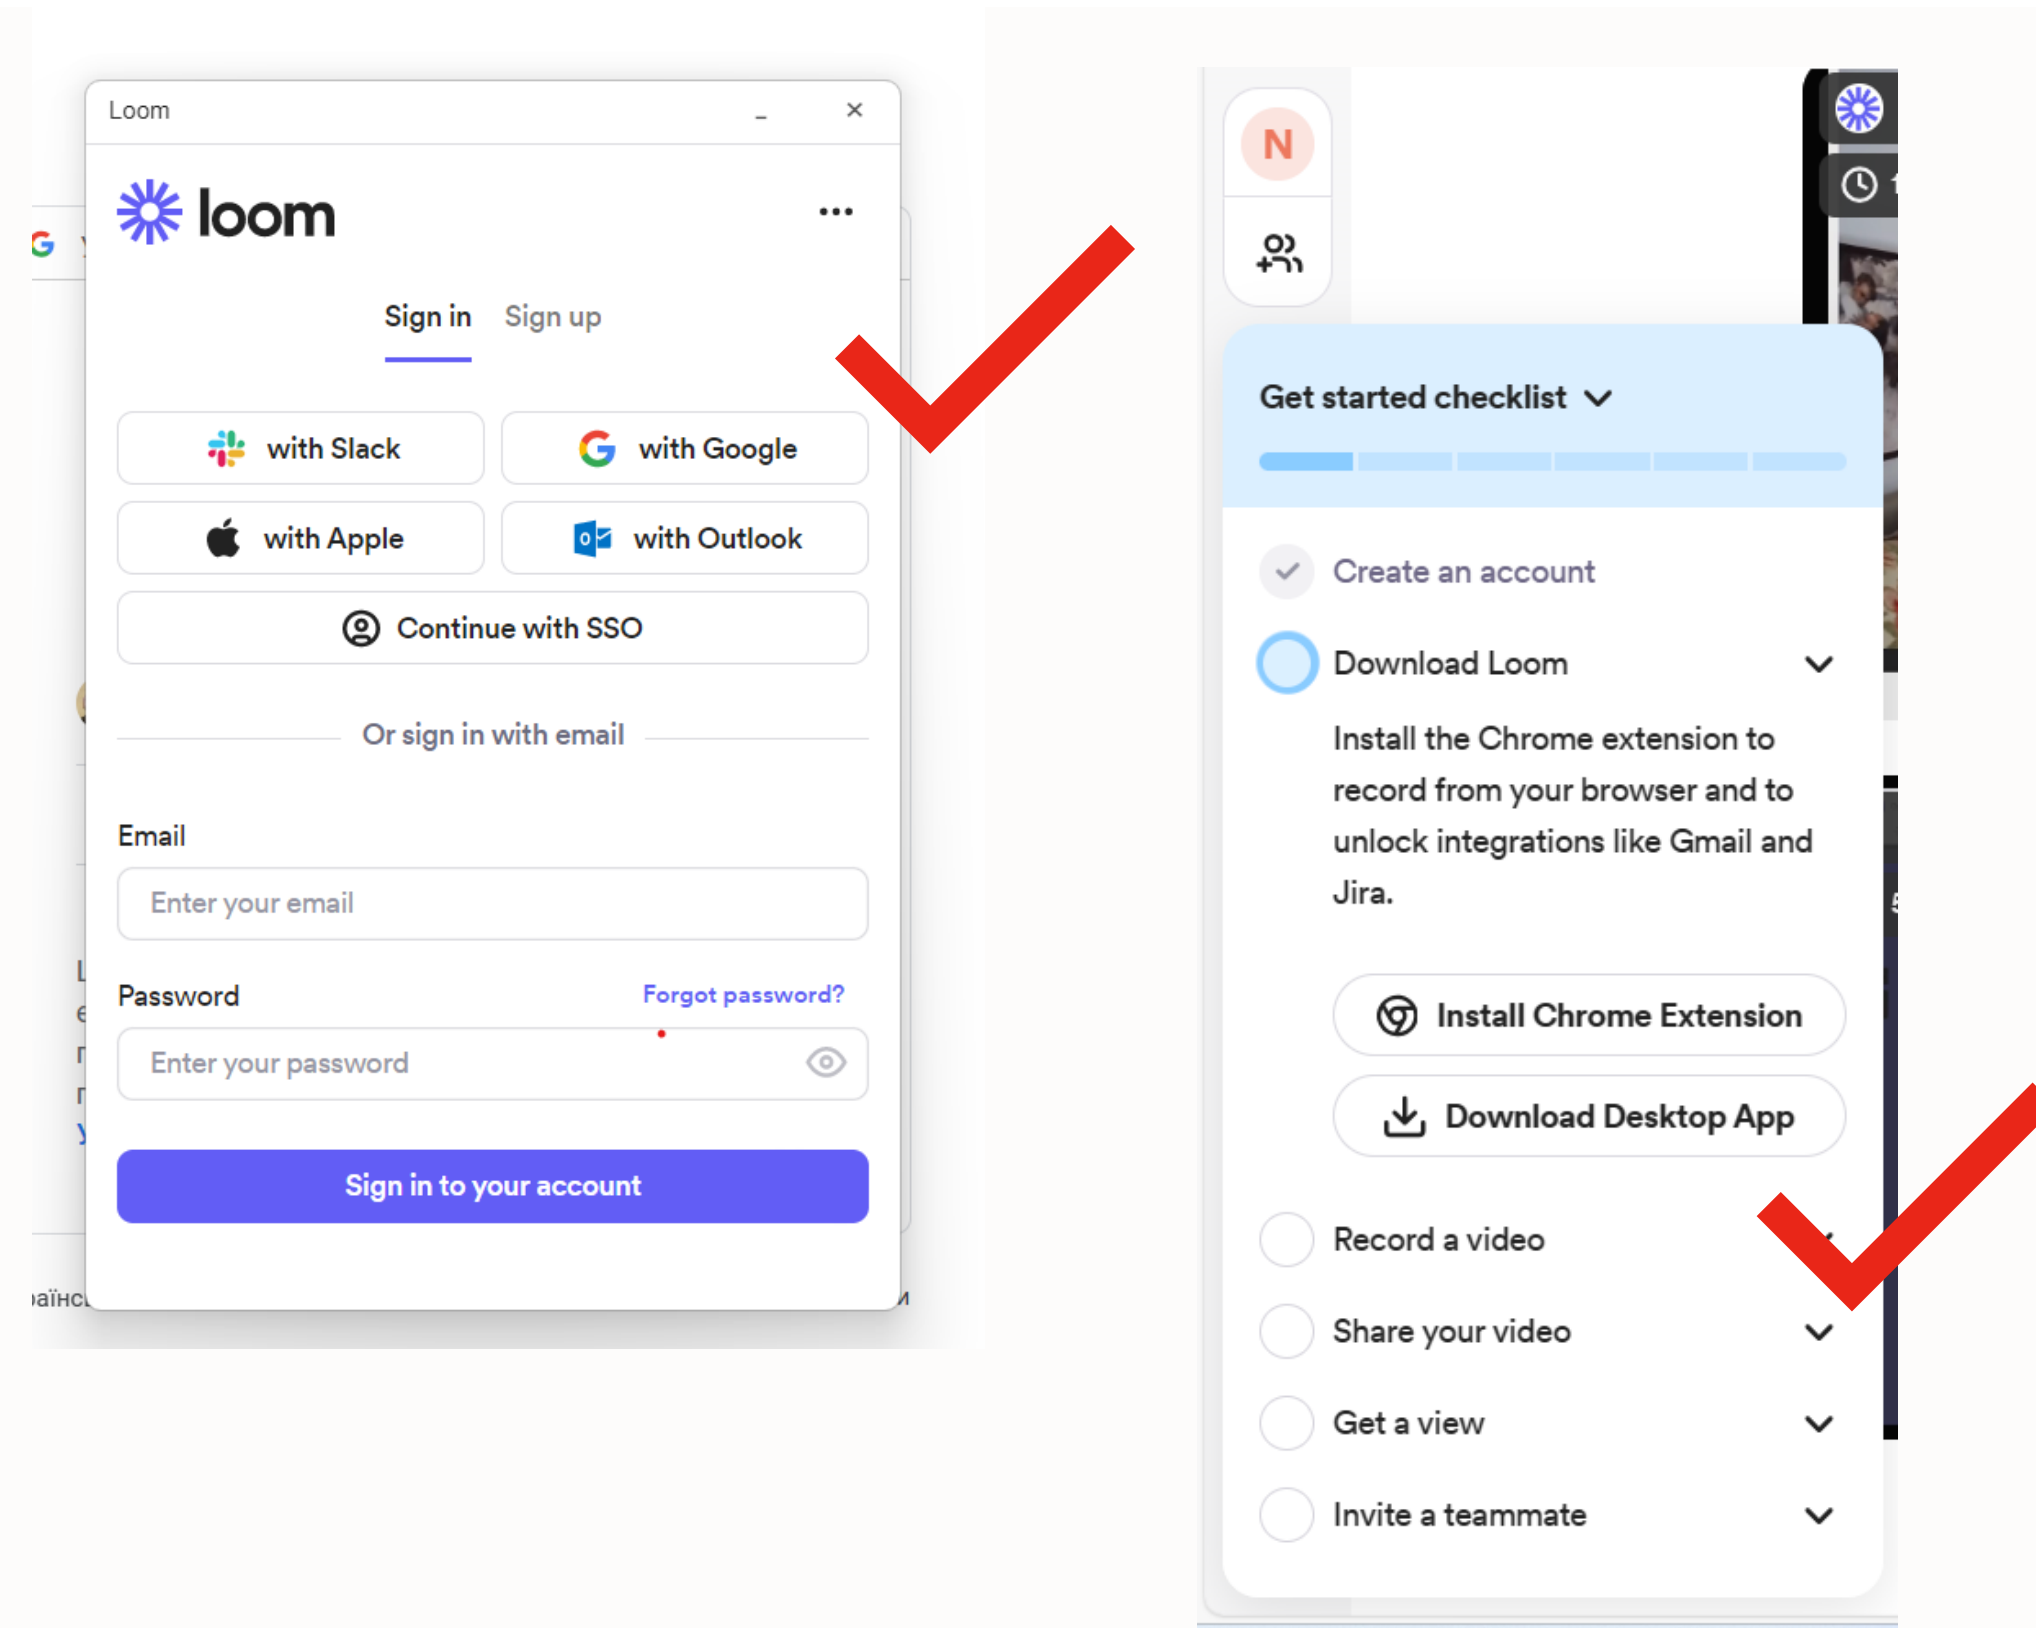 Loom
loom
Sign in Sign up
with Slack with Google
with Apple with Outlook
Continue with SSO
Or sign in with email
Email
Enter your email
Password Forgot password?
Enter your password
Sign in to your account
N
Get started checklist
Create an account
Download Loom
Install the Chrome extension to
record from your browser and to
unlock integrations like Gmail and
Jira.
Install Chrome Extension
Download Desktop App
Record a video
Share your video
Get a view
Invite a teammate